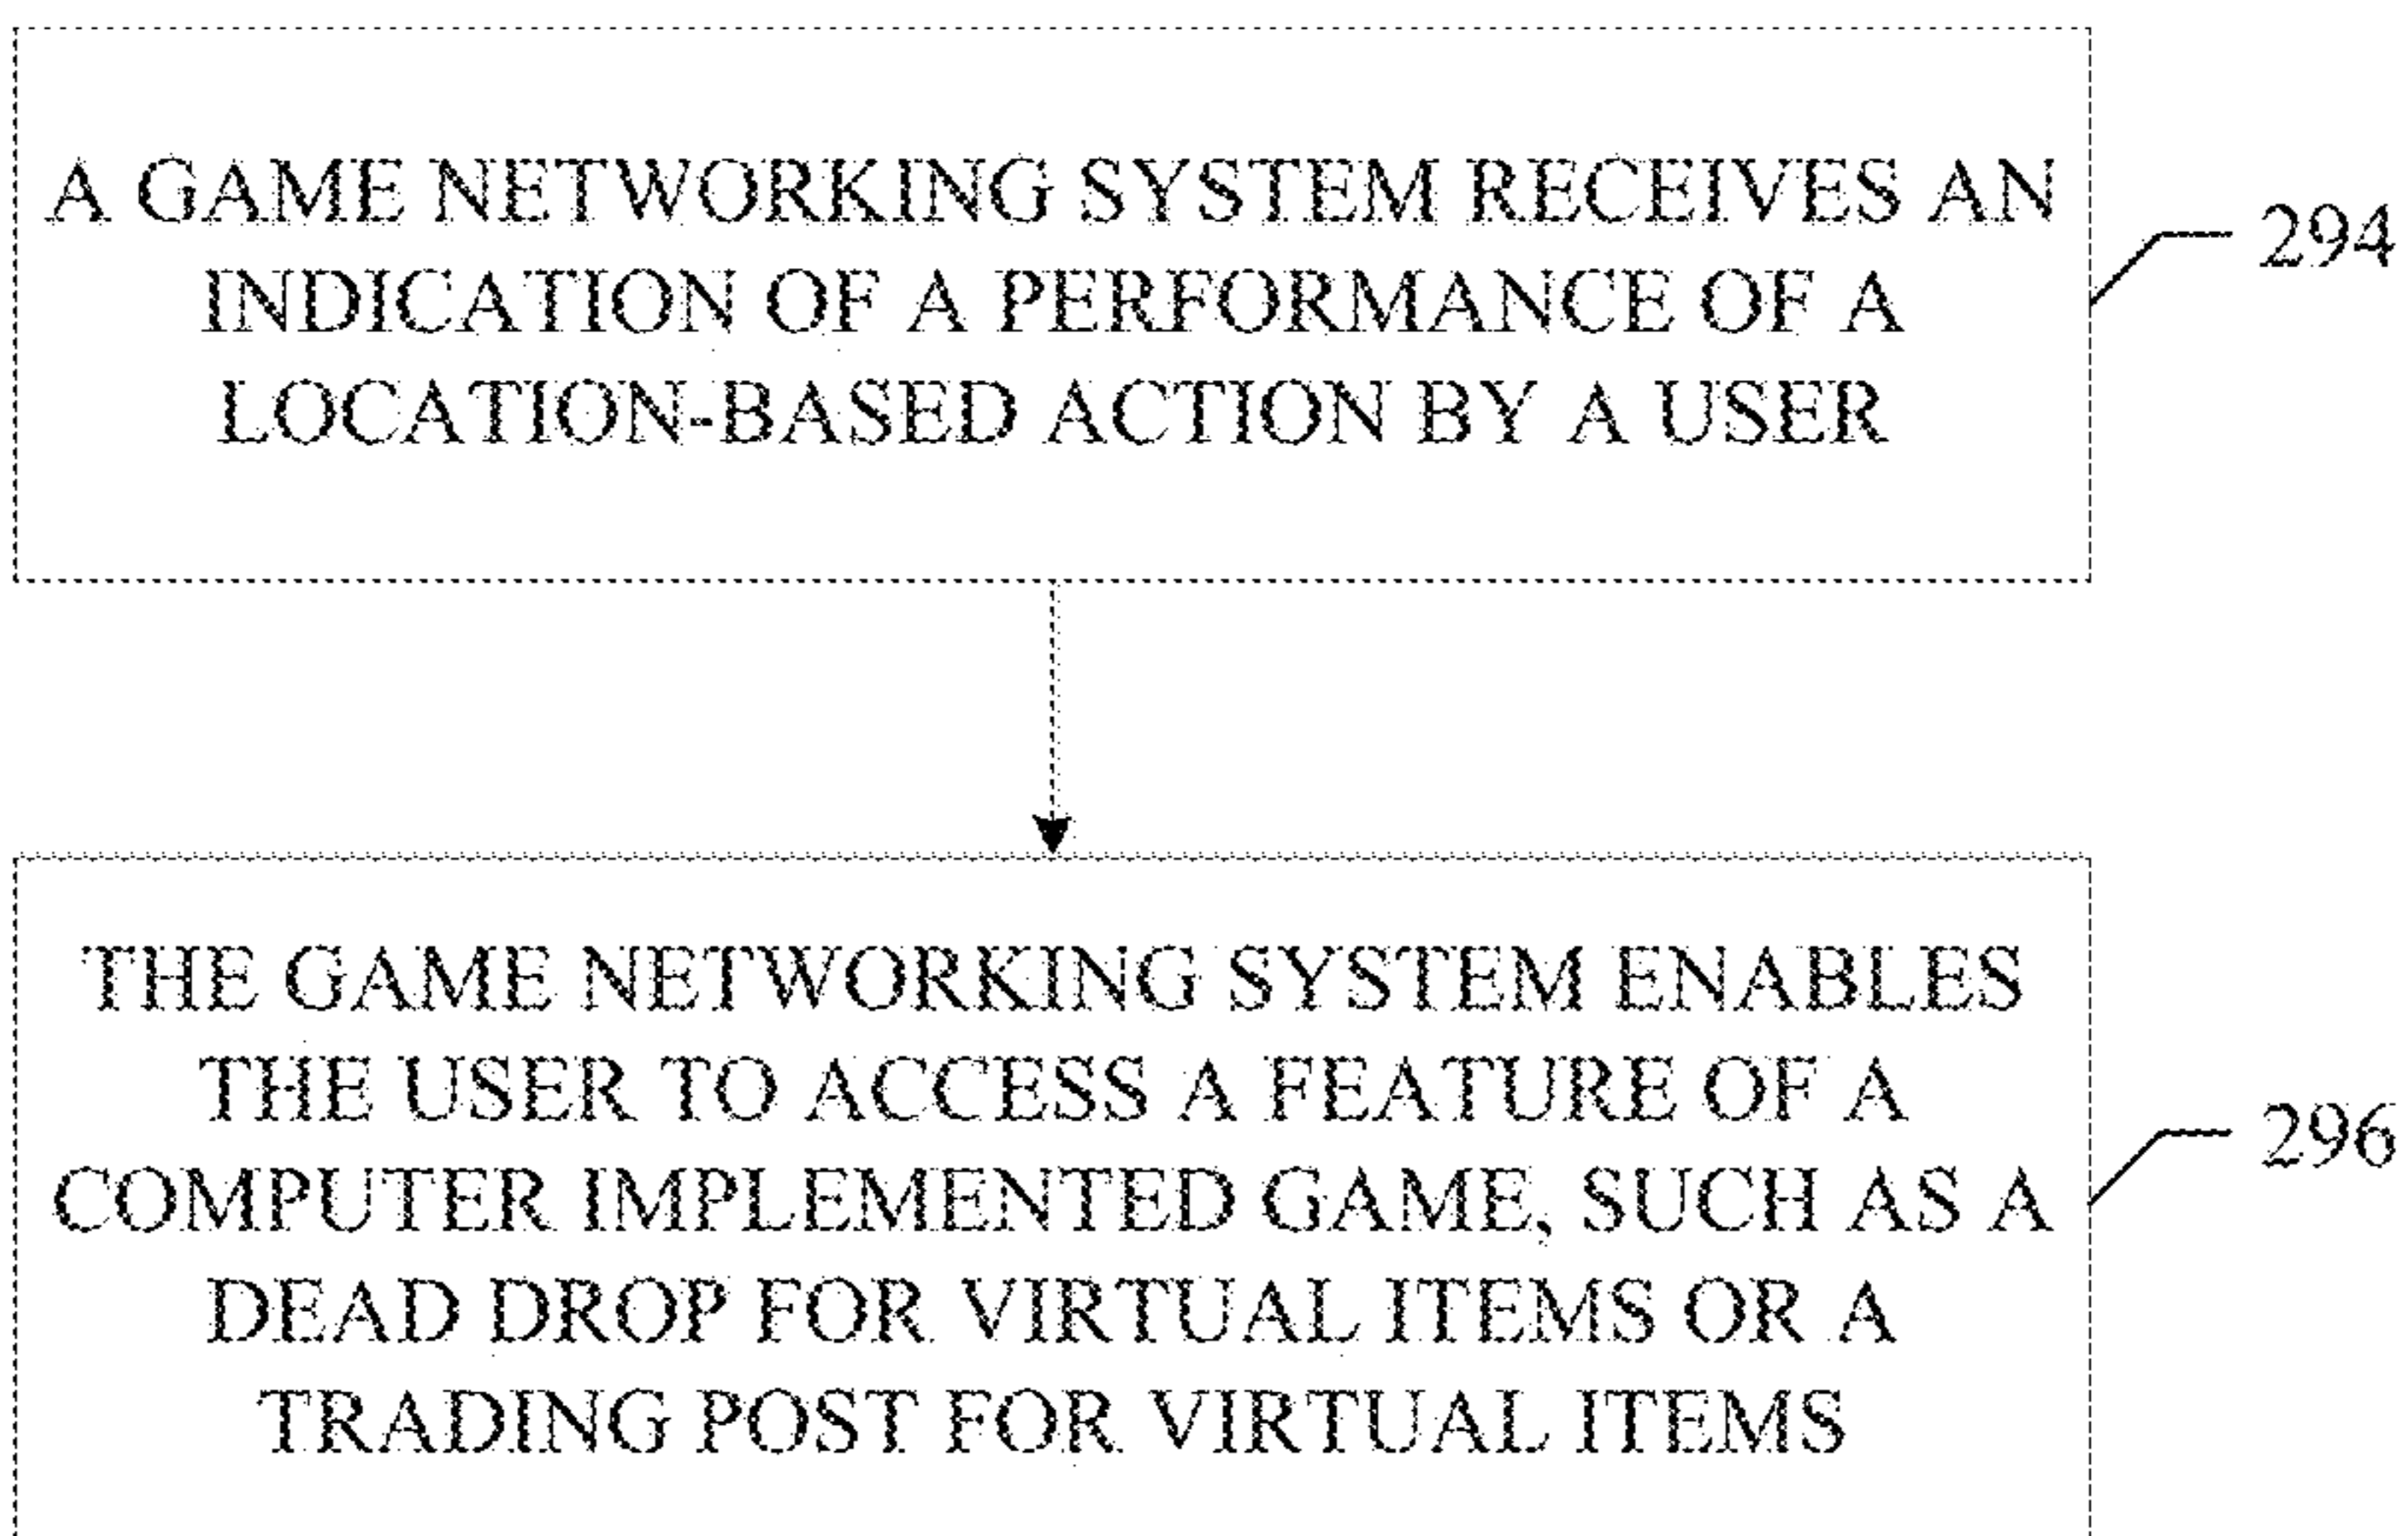 A GAME NETWORKING SYSTEM RECEIVES AN
INDICATION OF A PERFORMANCE OF A
LOCATION-BASED ACTION BY A USER
294
THE GAME NETWORKING SYSTEM ENABLES
THE USER TO ACCESS A FEATURE OF A
COMPUTER IMPLEMENTED GAME, SUCH AS A
DEAD DROP FOR VIRTUAL ITEMS OR A
TRADING POST FOR VIRTUAL ITEMS
296